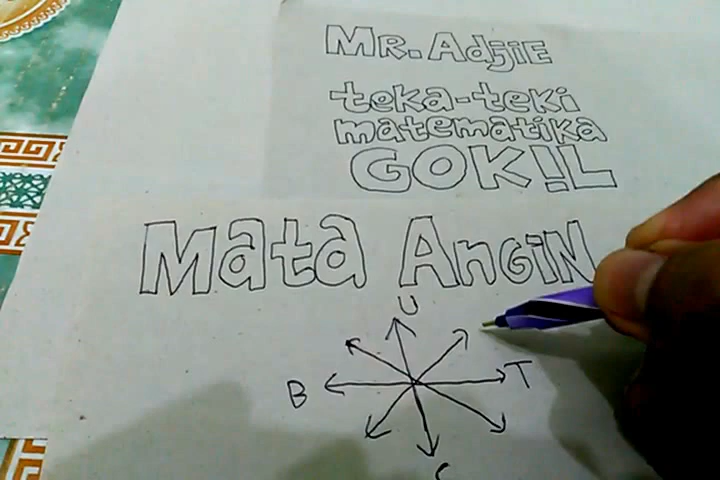 MR. AdjiE
teka-teki
matematika
GOK!L
Mata AnGiN
U
B T
S